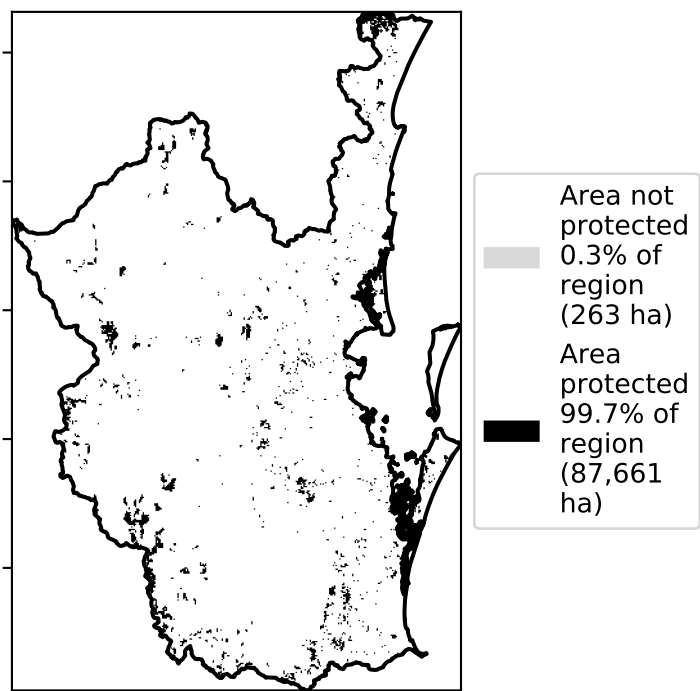 Area not
protected
0.3% of
region
(263 ha)
Area
protected
99.7% of
region
(87,661
ha)